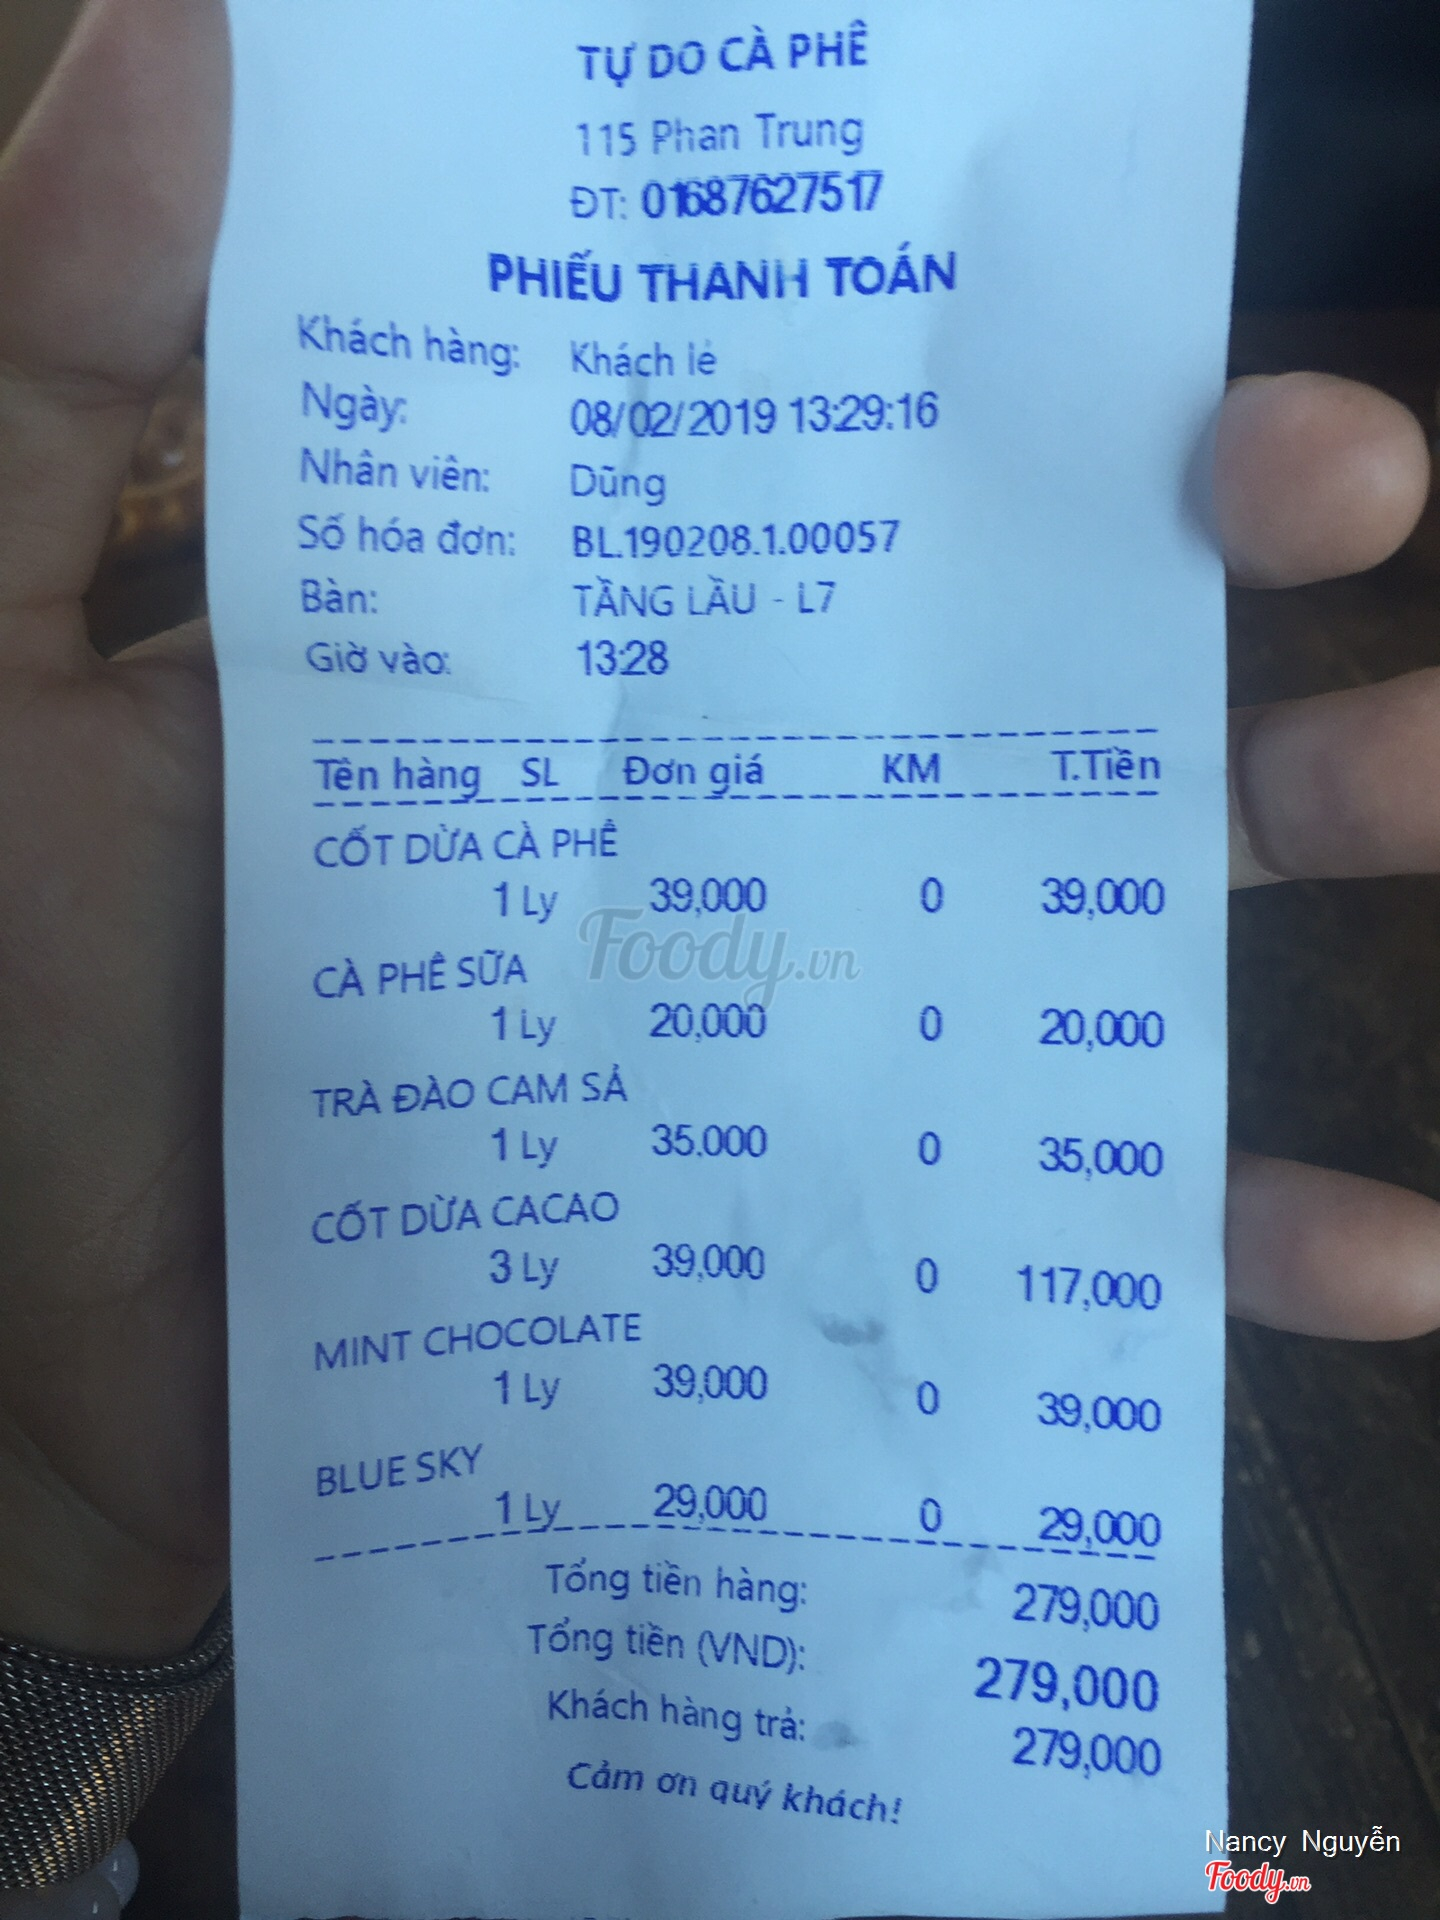 TỰ DO CÀ PHÊ
115 Phan Trung
ĐT: 01687627517
PHIẾU THANH TOÁN
Khách hàng: Khách lẻ
Ngày: 08/02/2019 13:29:16
Nhân viên: Dũng
Số hóa đơn: BL.190208.1.00057
Bàn: TẦNG LẦU - L7
Giờ vào: 13:28
Tên hàng SL Đơn giá KM T.Tiền
CỐT DỪA CÀ PHÊ
1 Ly 39,000 0 39,000
Foody.vn
CÀ PHÊ SỮA
1 Ly 20,000 0 20,000
TRÀ ĐÀO CAM SẢ
1 Ly 35.000 0 35,000
CỐT DỪA CACAO
3 Ly 39,000 0 117,000
MINT CHOCOLATE
1 Ly 39,000 0 39,000
BLUE SKY
1 Ly 29,000 0 29,000
Tổng tiền hàng: 279,000
Tổng tiền (VND): 279,000
Khách hàng trả: 279,000
Cảm ơn quý khách!
Nancy Nguyễn
Foody.vn